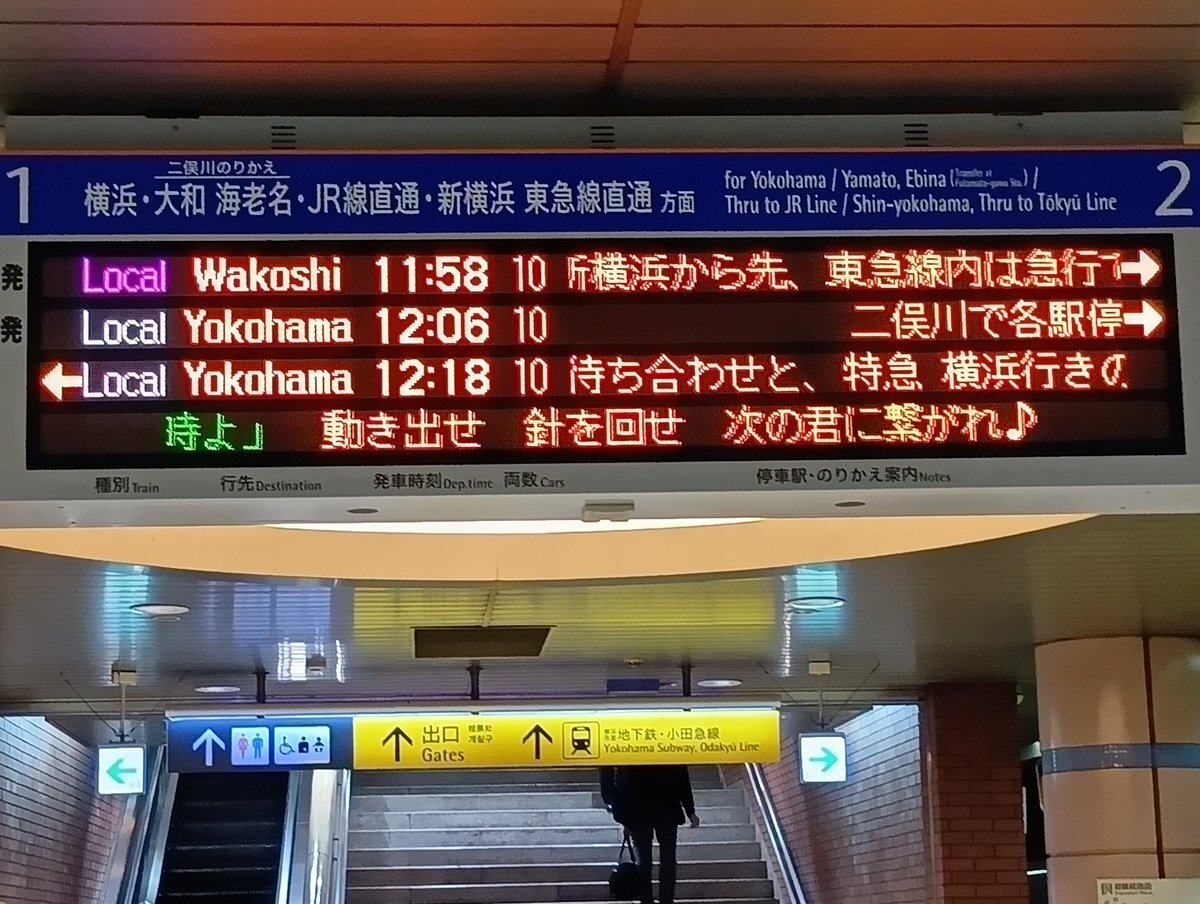 1 二俣川のりかえ
横浜・大和 海老名・JR線直通・新横浜 東急線直通 方面
for Yokohama / Yamato, Ebina (Transfer at Futamata-gawa Sta.) /
Thru to JR Line / Shin-yokohama, Thru to Tōkyū Line
2
発 Local Wakoshi 11:58 10 新横浜から先、 東急線内は急行で→
発 Local Yokohama 12:06 10 二俣川で各駅停→
←Local Yokohama 12:18 10 待ち合わせと、 特急 横浜行きの
時よ」 動き出せ 針を回せ 次の君に繋がれ♪
種別Train 行先Destination 発車時刻Dep.time 両数Cars 停車駅・のりかえ案内Notes
↑
↑ 出口
Gates
↑ 地下鉄・小田急線
Yokohama Subway, Odakyū Line
←
→